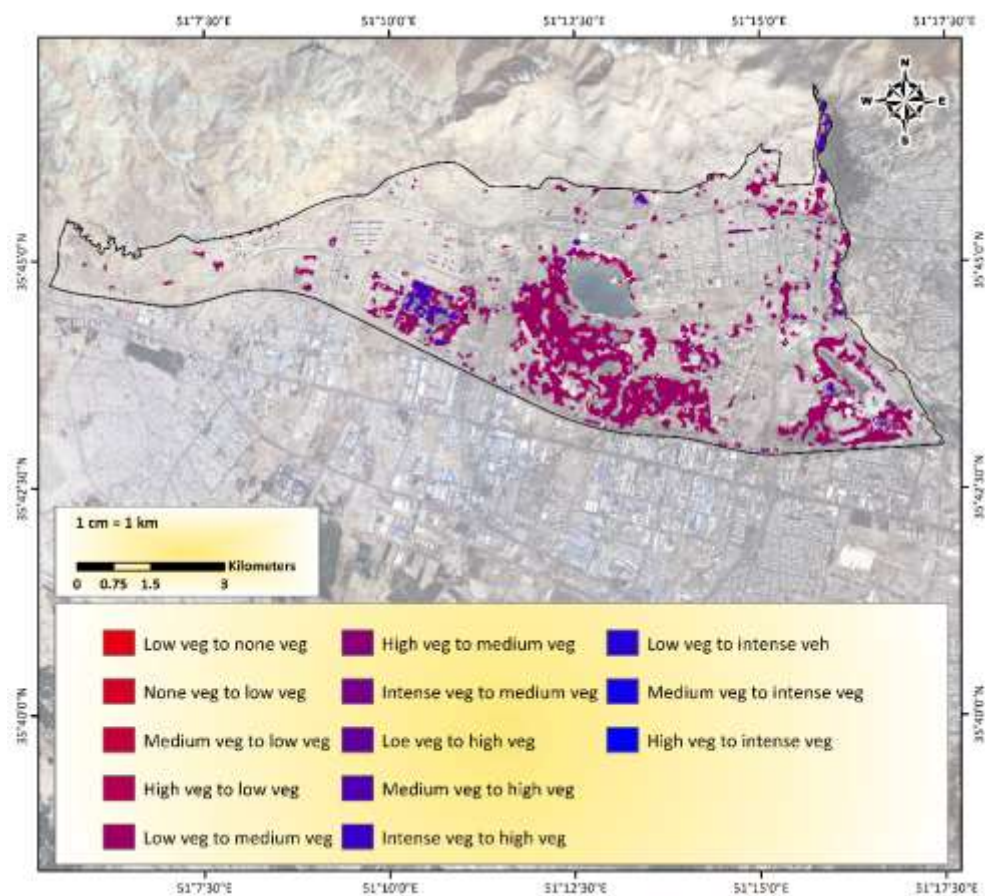 51°7'30"E 51°10'0"E 51°12'30"E 51°15'0"E 51°17'30"E
N
W E
S
35°45'0"N 35°45'0"N
35°42'30"N 35°42'30"N
1 cm = 1 km
Kilometers
0 0.75 1.5 3
Low veg to none veg High veg to medium veg Low veg to intense veh
None veg to low veg Intense veg to medium veg Medium veg to intense veg
35°40'0"N 35°40'0"N
Medium veg to low veg Loe veg to high veg High veg to intense veg
High veg to low veg Medium veg to high veg
Low veg to medium veg Intense veg to high veg
51°7'30"E 51°10'0"E 51°12'30"E 51°15'0"E 51°17'30"E